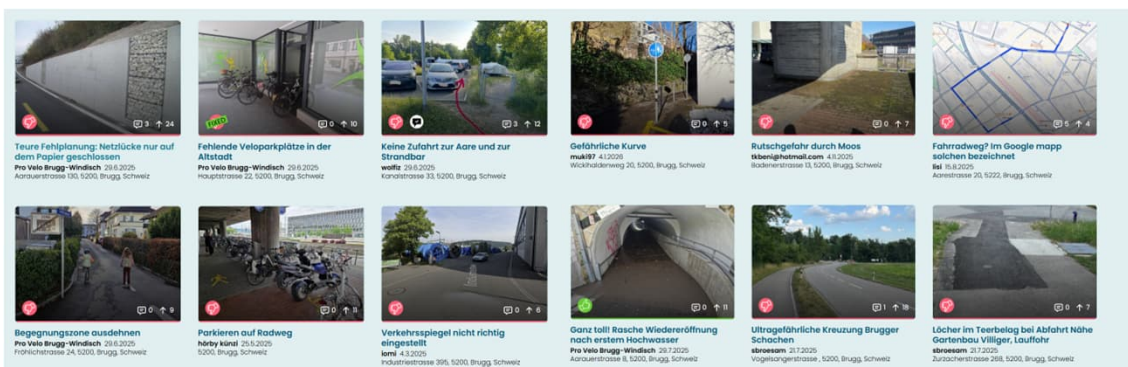 3 24
Teure Fehlplanung: Netzlücke nur auf
dem Papier geschlossen
Pro Velo Brugg-Windisch 29.6.2025
Aarauerstrasse 130, 5200, Brugg, Schweiz
FIXED
0 10
Fehlende Veloparkplätze in der
Altstadt
Pro Velo Brugg-Windisch 29.6.2025
Hauptstrasse 22, 5200, Brugg, Schweiz
3 12
Keine Zufahrt zur Aare und zur
Strandbar
wolfiz 29.6.2025
Kanalstrasse 33, 5200, Brugg, Schweiz
0 5
Gefährliche Kurve
muki97 4.1.2026
Wickihaldenweg 20, 5200, Brugg, Schweiz
0 7
Rutschgefahr durch Moos
tkbeni@hotmail.com 4.11.2025
Badenerstrasse 13, 5200, Brugg, Schweiz
5 4
Fahrradweg? Im Google mapp
solchen bezeichnet
lisi 15.8.2025
Aarestrasse 20, 5222, Brugg, Schweiz
0 9
Begegnungszone ausdehnen
Pro Velo Brugg-Windisch 29.6.2025
Fröhlichstrasse 24, 5200, Brugg, Schweiz
0 11
Parkieren auf Radweg
hörby künzi 25.5.2025
5200, Brugg, Schweiz
0 6
Verkehrsspiegel nicht richtig
eingestellt
iomi 4.3.2025
Industriestrasse 395, 5200, Brugg, Schweiz
0 11
Ganz toll! Rasche Wiedereröffnung
nach erstem Hochwasser
Pro Velo Brugg-Windisch 29.7.2025
Aarauerstrasse 8, 5200, Brugg, Schweiz
1 18
Ultragefährliche Kreuzung Brugger
Schachen
sbroesam 21.7.2025
Vogelsangerstrasse , 5200, Brugg, Schweiz
0 7
Löcher im Teerbelag bei Abfahrt Nähe
Gartenbau Villiger, Lauffohr
sbroesam 21.7.2025
Zurzacherstrasse 268, 5200, Brugg, Schweiz